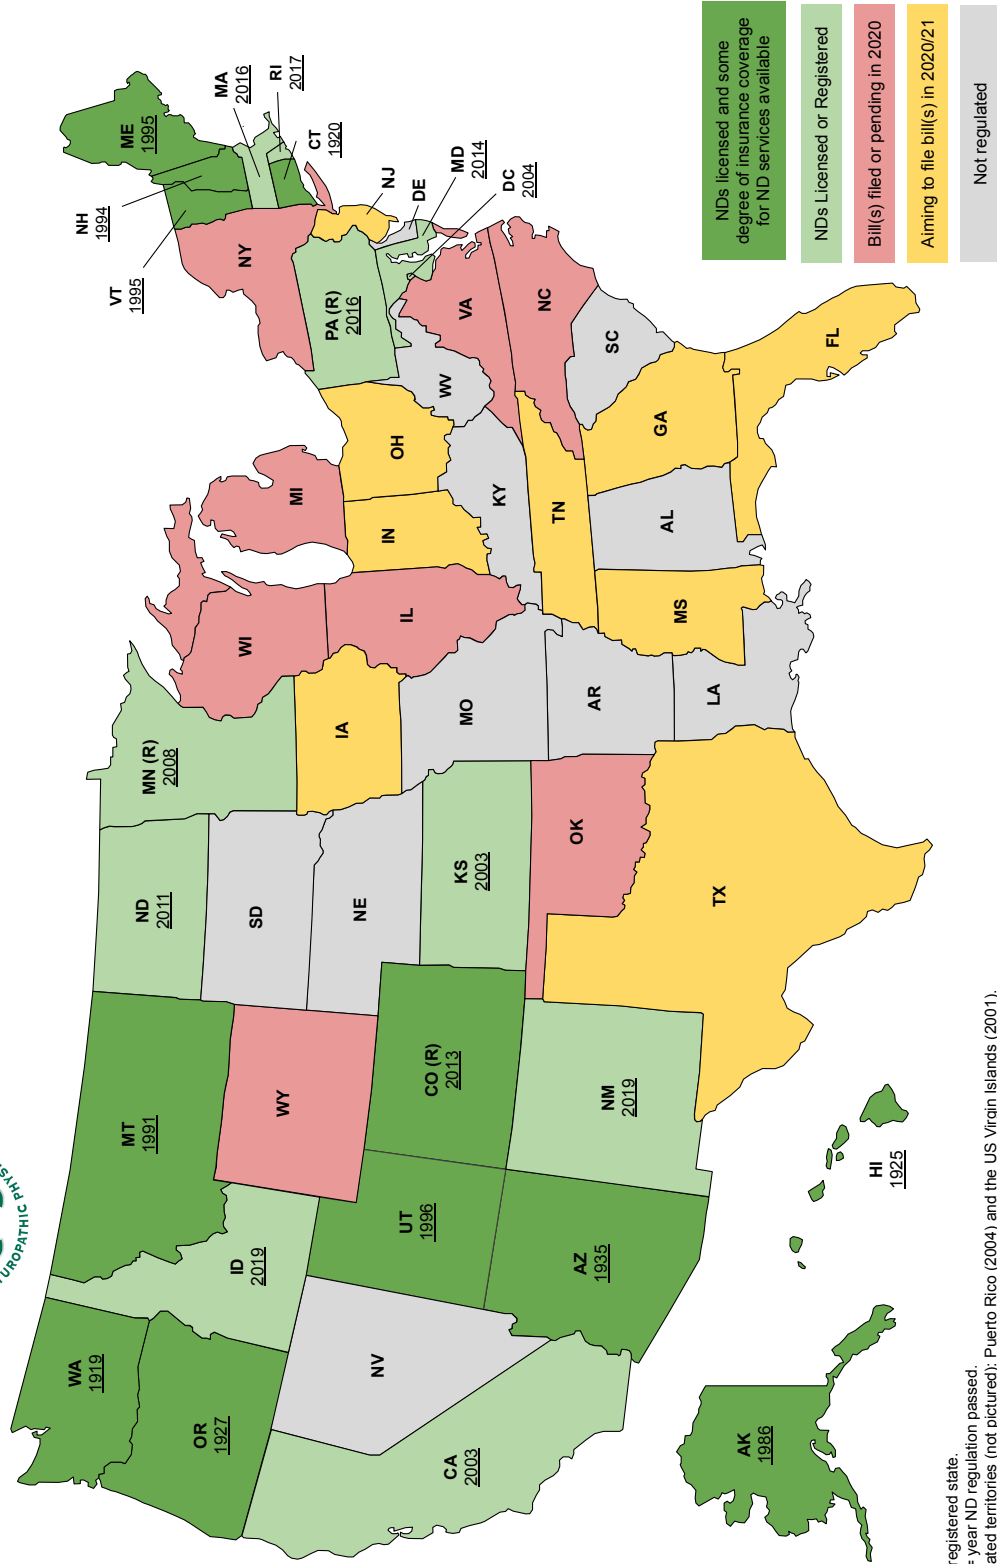 WA
1919
OR
1927
CA
2003
NV
ID
2019
MT
1991
WY
UT
1996
AZ
1935
CO (R)
2013
NM
2019
ND
2011
SD
NE
KS
2003
OK
TX
MN (R)
2008
IA
MO
AR
LA
WI
IL
MI
IN
OH
KY
TN
MS
AL
GA
FL
SC
NC
VA
WV
PA (R)
2016
NY
VT
1995
NH
1994
ME
1995
MA
2016
RI
2017
CT
1920
NJ
DE
MD
2014
DC
2004
AK
1986
HI
1925
NDs licensed and some
degree of insurance coverage
for ND services available
NDs Licensed or Registered
Bill(s) filed or pending in 2020
Aiming to file bill(s) in 2020/21
Not regulated
registered state.
= year ND regulation passed.
territories (not pictured): Puerto Rico (2004) and the US Virgin Islands (2001).